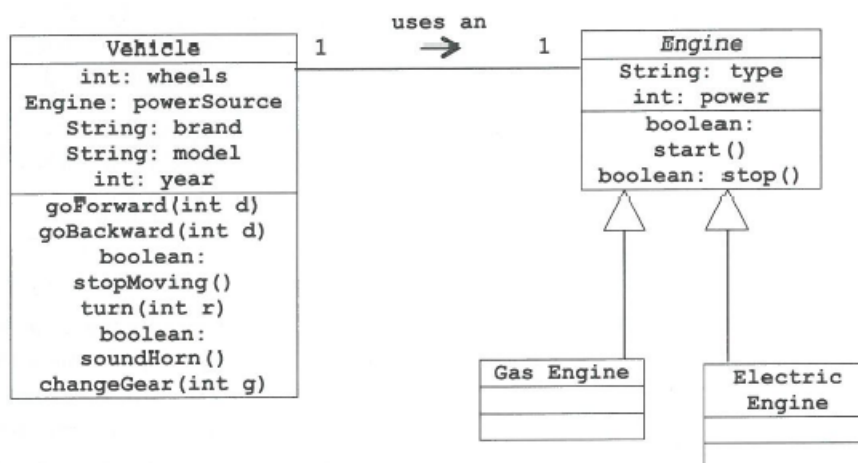 uses an
Vehicle
1
1
int: wheels
Engine: powerSource
String: brand
String: model
int: year
goForward(int d)
goBackward(int d)
boolean:
stopMoving()
turn(int r)
boolean:
soundHorn()
changeGear(int g)
Engine
String: type
int: power
boolean:
start()
boolean: stop()
Gas Engine
Electric
Engine